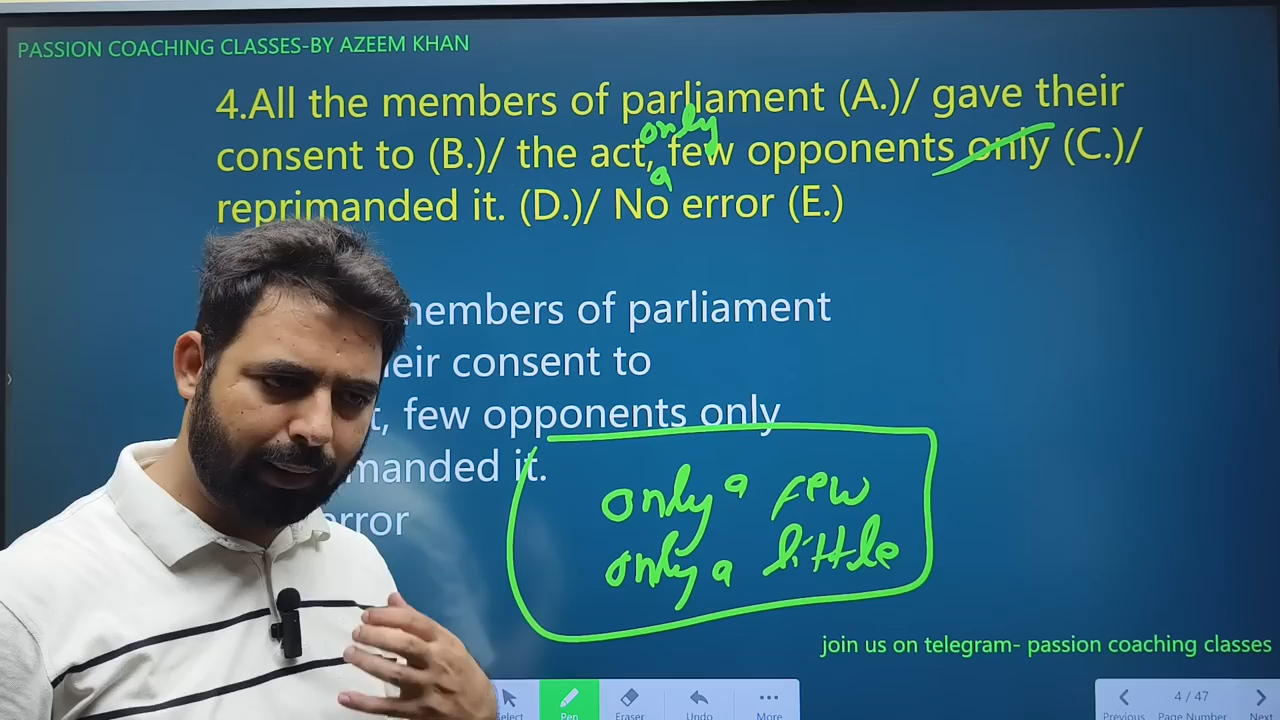 PASSION COACHING CLASSES-BY AZEEM KHAN
4.All the members of parliament (A.)/ gave their
only
consent to (B.)/ the act, few opponents only (C.)/
a
reprimanded it. (D.)/ No error (E.)
members of parliament
eir consent to
t, few opponents only
manded it.
error
only a few
only a little
join us on telegram- passion coaching classes
Select
Pen
Eraser
Undo
More
Previous
4 / 47
Page Number
Next